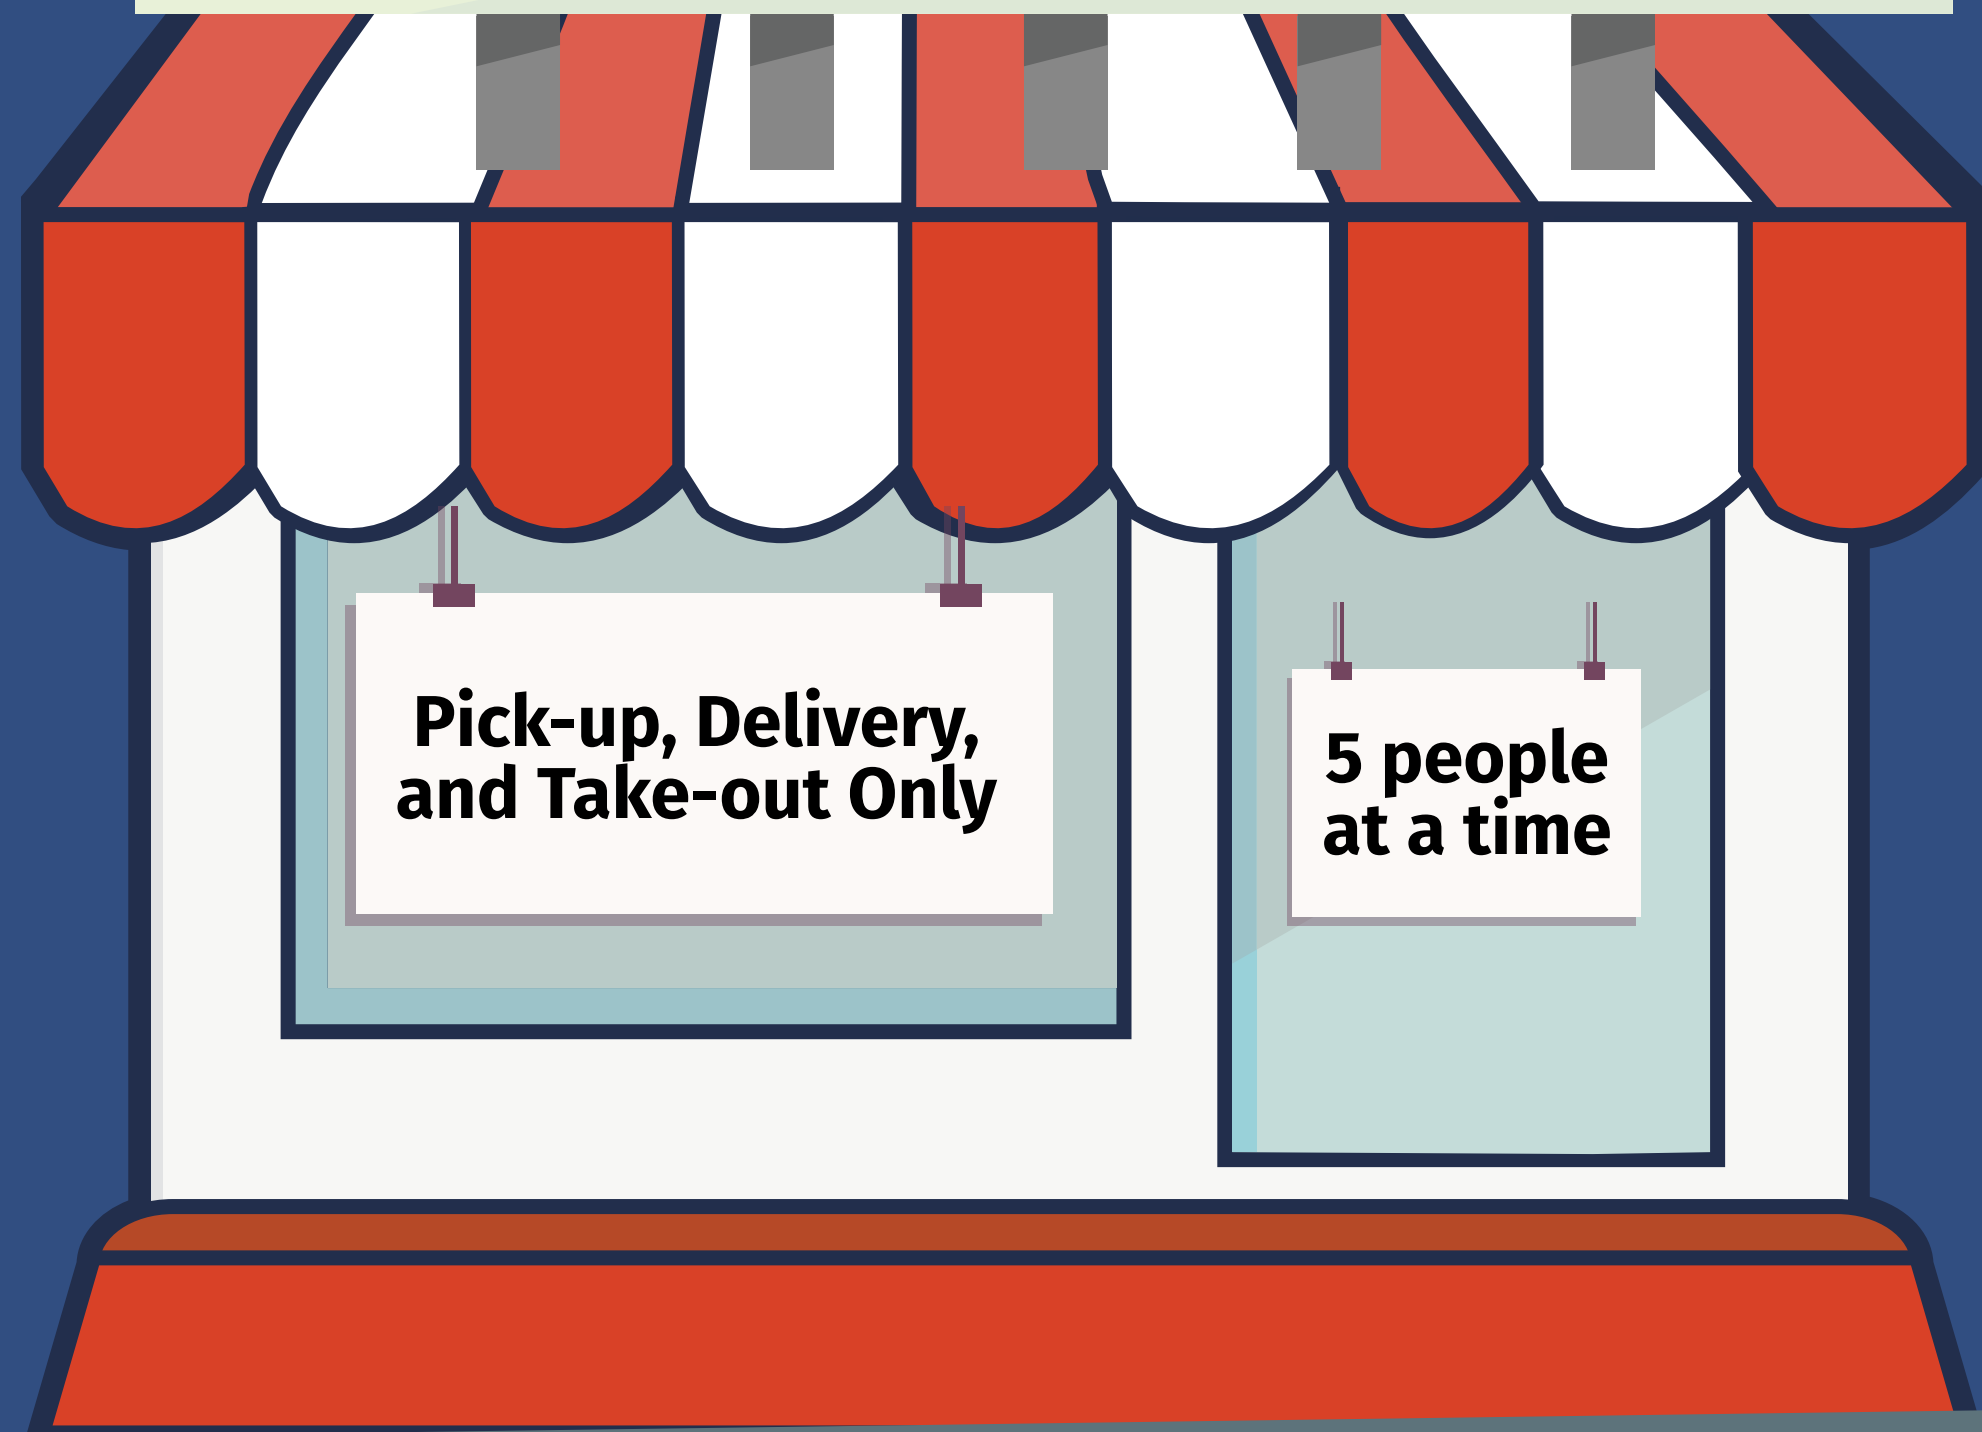 Pick-up, Delivery,
and Take-out Only
5 people
at a time